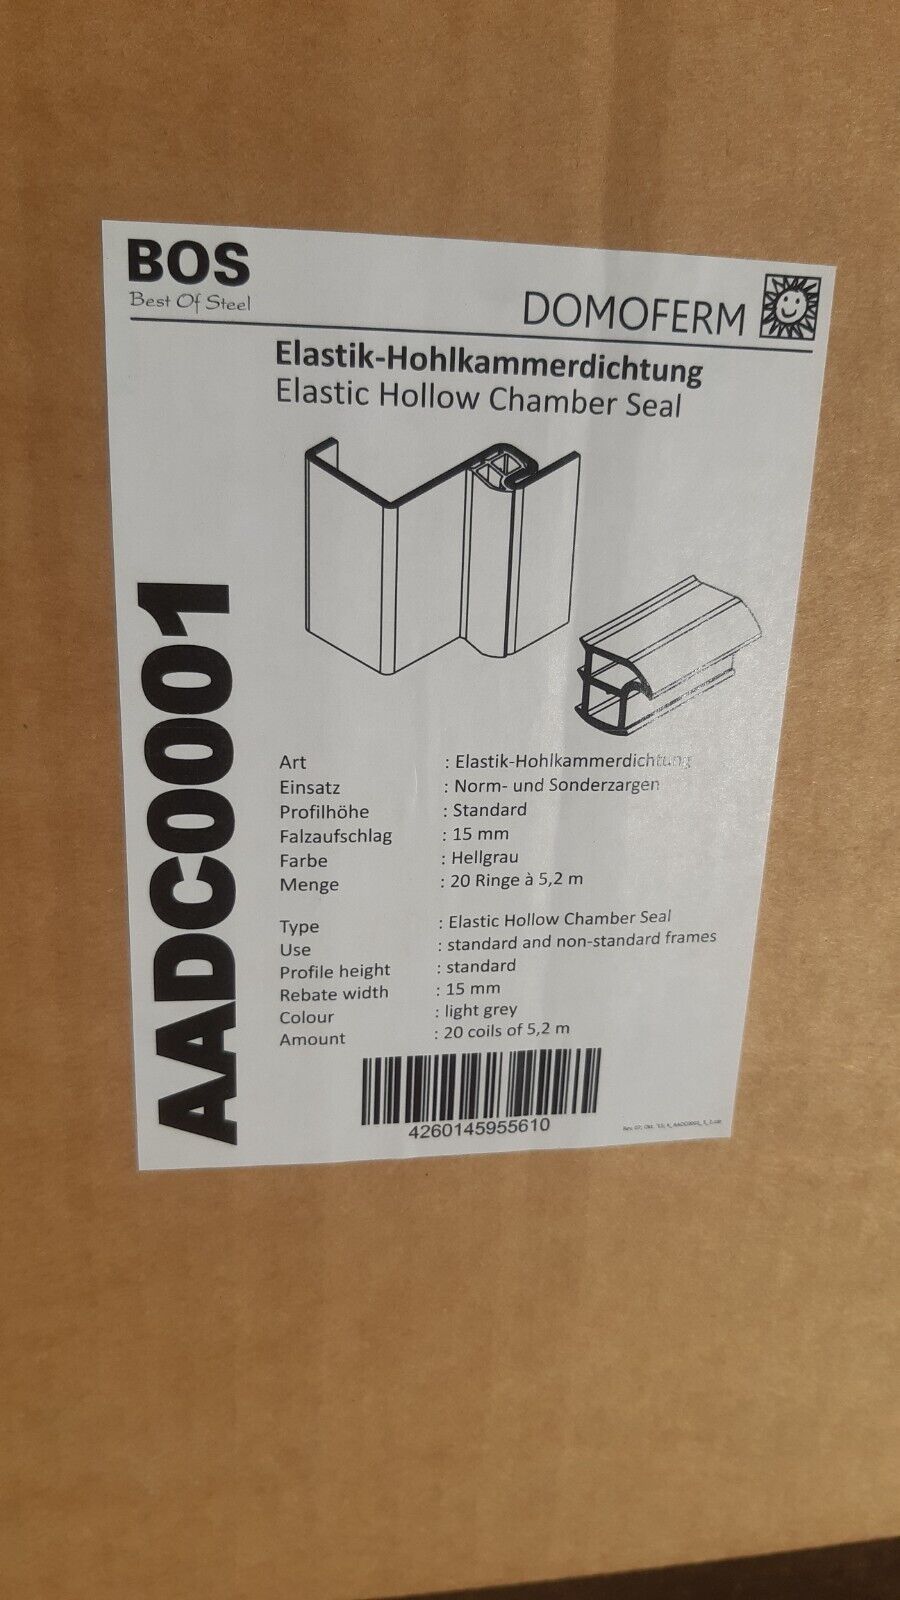 BOS
Best Of Steel
DOMOFERM
Elastik-Hohlkammerdichtung
Elastic Hollow Chamber Seal
AADC0001
Art : Elastik-Hohlkammerdichtung
Einsatz : Norm- und Sonderzargen
Profilhöhe : Standard
Falzaufschlag : 15 mm
Farbe : Hellgrau
Menge : 20 Ringe à 5,2 m
Type : Elastic Hollow Chamber Seal
Use : standard and non-standard frames
Profile height : standard
Rebate width : 15 mm
Colour : light grey
Amount : 20 coils of 5,2 m
4260145955610